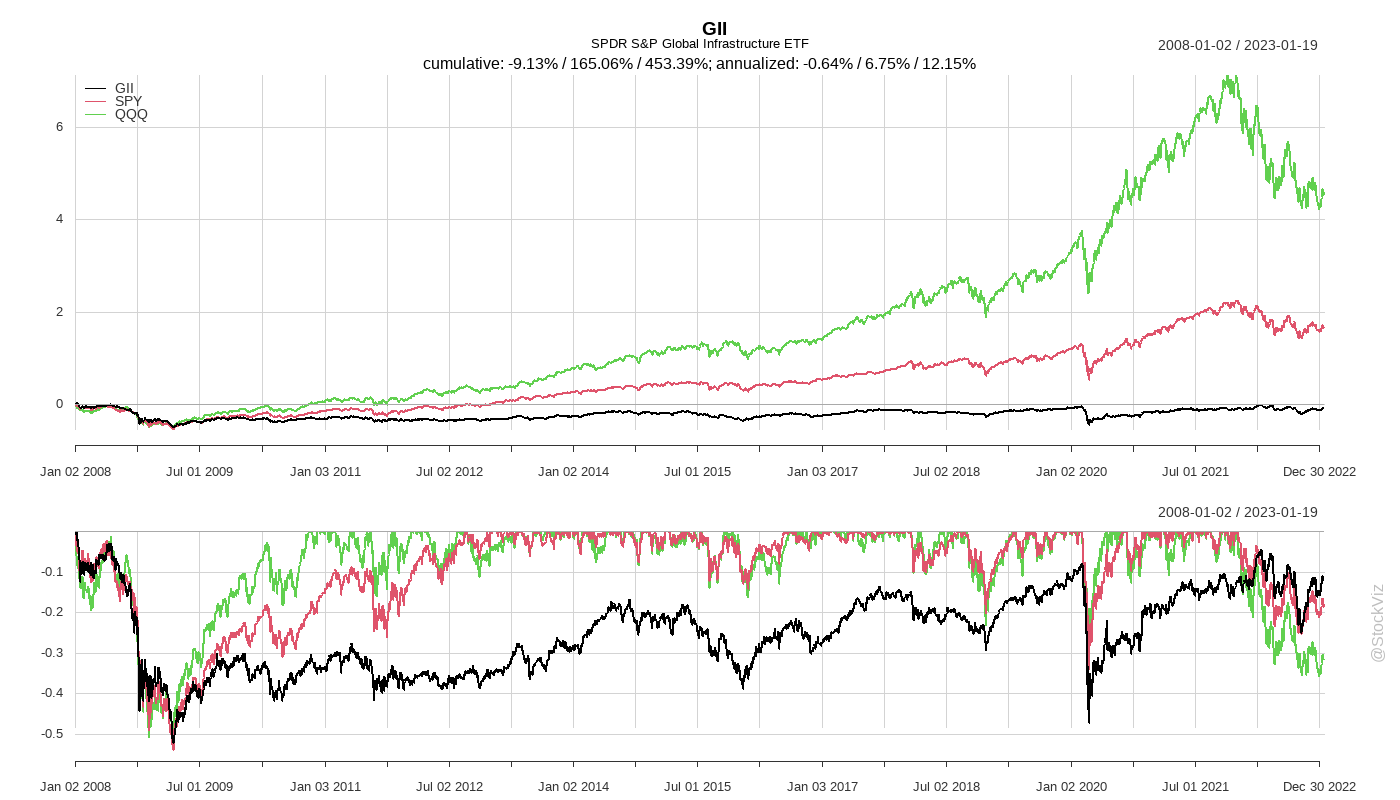 GII
SPDR S&P Global Infrastructure ETF
2008-01-02 / 2023-01-19
cumulative: -9.13% / 165.06% / 453.39%; annualized: -0.64% / 6.75% / 12.15%
GII
SPY
QQQ
6
4
2
0
Jan 02 2008 Jul 01 2009 Jan 03 2011 Jul 02 2012 Jan 02 2014 Jul 01 2015 Jan 03 2017 Jul 02 2018 Jan 02 2020 Jul 01 2021 Dec 30 2022
2008-01-02 / 2023-01-19
-0.1
-0.2
-0.3
-0.4
-0.5
Jan 02 2008 Jul 01 2009 Jan 03 2011 Jul 02 2012 Jan 02 2014 Jul 01 2015 Jan 03 2017 Jul 02 2018 Jan 02 2020 Jul 01 2021 Dec 30 2022
@StockViz